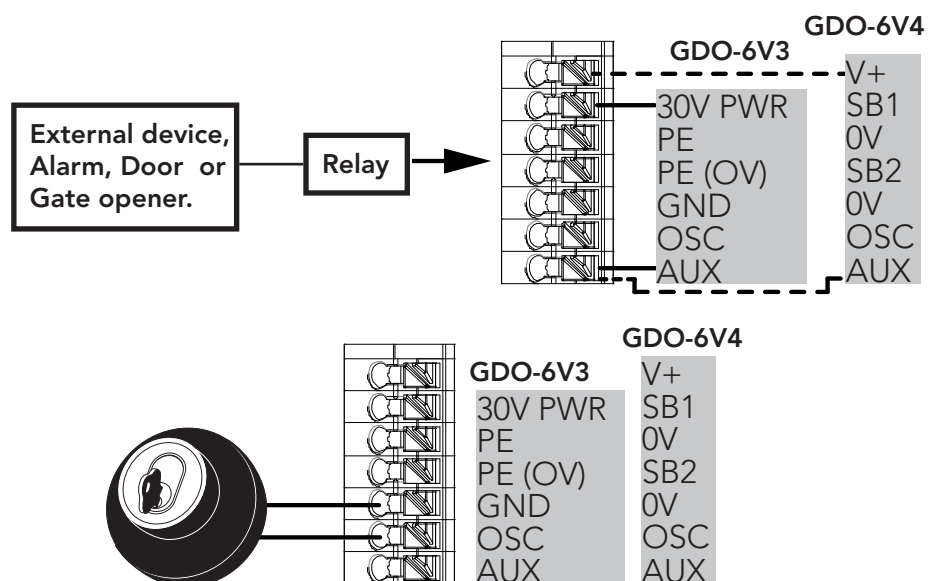 GDO-6V4
GDO-6V3
V+
30V PWR
SB1
PE
0V
PE (OV)
SB2
GND
0V
OSC
OSC
AUX
AUX
External device,
Alarm, Door or
Gate opener.
Relay
GDO-6V4
GDO-6V3
V+
30V PWR
SB1
PE
0V
PE (OV)
SB2
GND
0V
OSC
OSC
AUX
AUX